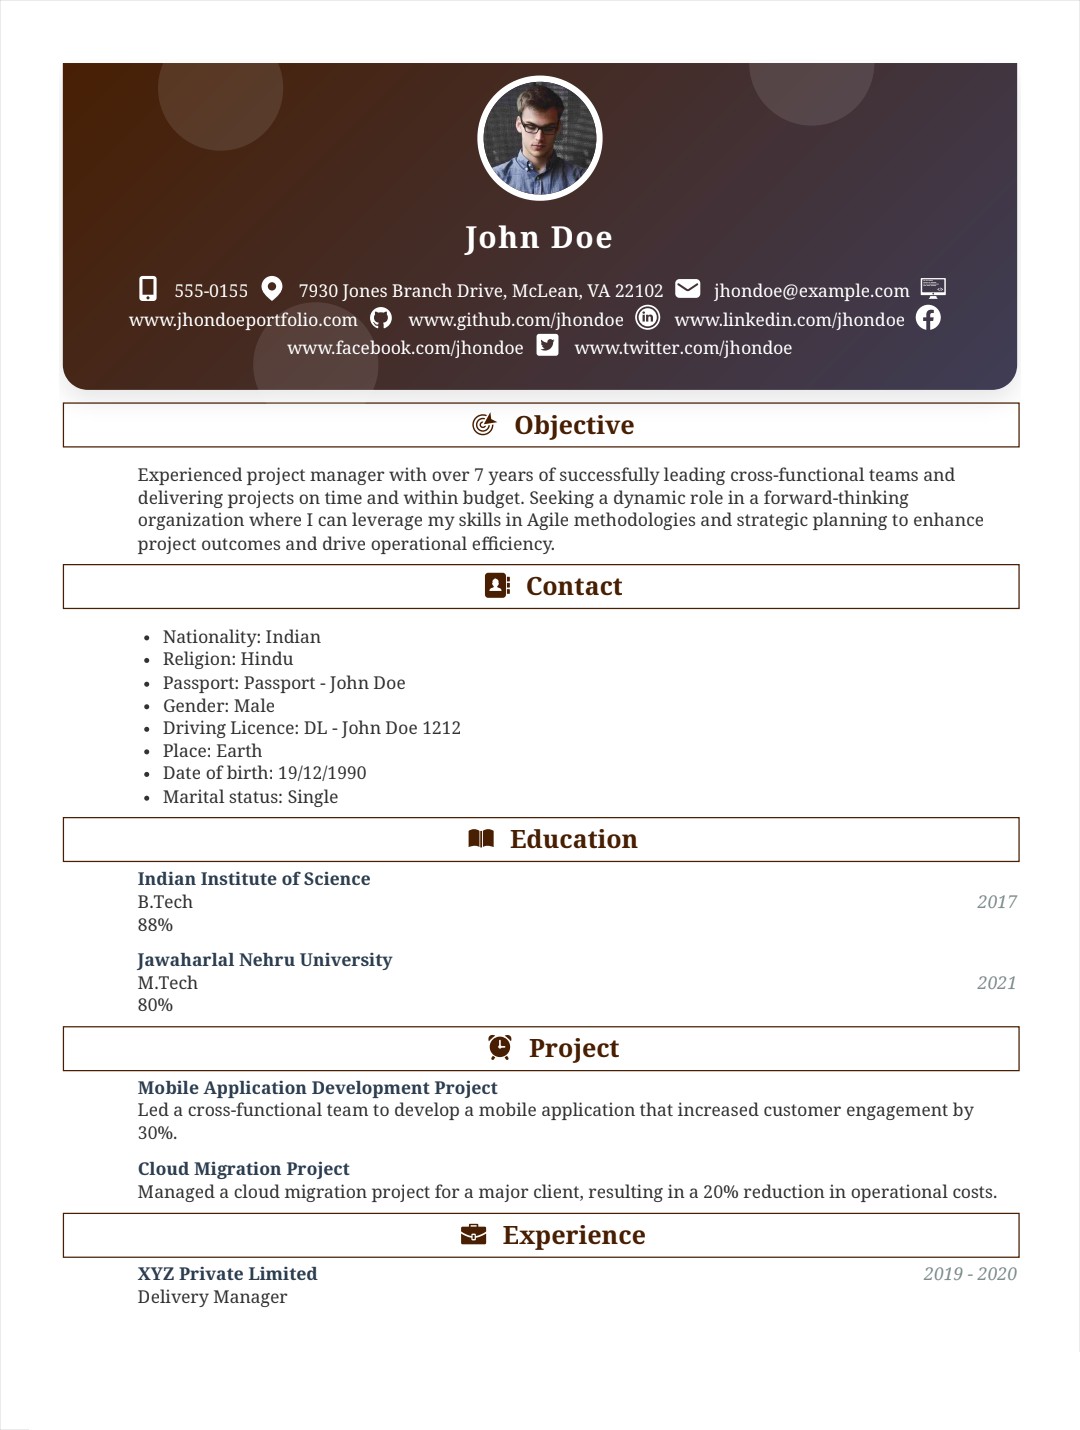 John Doe
555-0155 7930 Jones Branch Drive, McLean, VA 22102 jhondoe@example.com
www.jhondoeportfolio.com www.github.com/jhondoe www.linkedin.com/jhondoe
www.facebook.com/jhondoe www.twitter.com/jhondoe
Objective
Experienced project manager with over 7 years of successfully leading cross-functional teams and
delivering projects on time and within budget. Seeking a dynamic role in a forward-thinking
organization where I can leverage my skills in Agile methodologies and strategic planning to enhance
project outcomes and drive operational efficiency.
Contact
• Nationality: Indian
• Religion: Hindu
• Passport: Passport - John Doe
• Gender: Male
• Driving Licence: DL - John Doe 1212
• Place: Earth
• Date of birth: 19/12/1990
• Marital status: Single
Education
Indian Institute of Science
B.Tech 2017
88%
Jawaharlal Nehru University
M.Tech 2021
80%
Project
Mobile Application Development Project
Led a cross-functional team to develop a mobile application that increased customer engagement by
30%.
Cloud Migration Project
Managed a cloud migration project for a major client, resulting in a 20% reduction in operational costs.
Experience
XYZ Private Limited 2019 - 2020
Delivery Manager